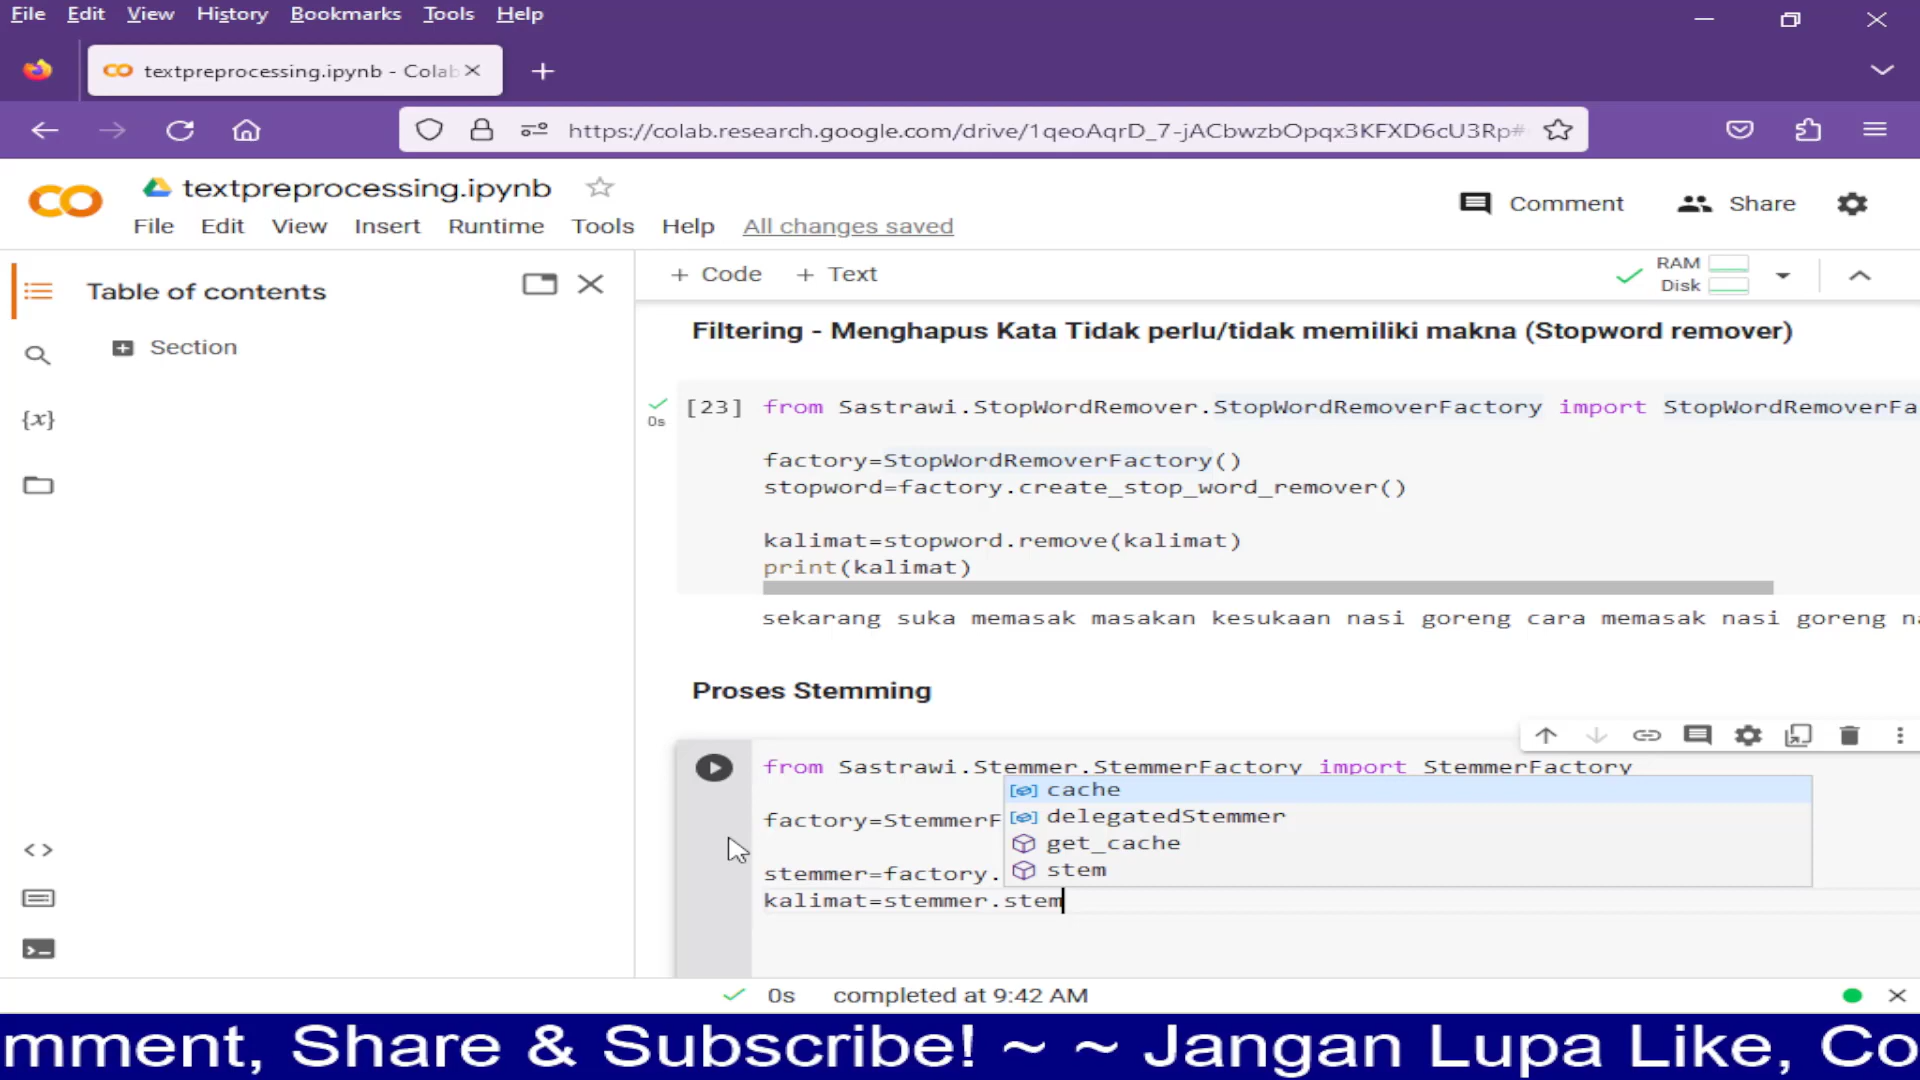 File Edit View History Bookmarks Tools Help
textpreprocessing.ipynb - Colab
https://colab.research.google.com/drive/1qeoAqrD_7-jACbwzbOpqx3KFXD6cU3Rp#
textpreprocessing.ipynb
Comment Share
File Edit View Insert Runtime Tools Help All changes saved
Table of contents
+ Code + Text
RAM
Disk
Section
Filtering - Menghapus Kata Tidak perlu/tidak memiliki makna (Stopword remover)
0s
[23] from Sastrawi.StopWordRemover.StopWordRemoverFactory import StopWordRemoverFa
factory=StopWordRemoverFactory()
stopword=factory.create_stop_word_remover()
kalimat=stopword.remove(kalimat)
print(kalimat)
sekarang suka memasak masakan kesukaan nasi goreng cara memasak nasi goreng na
Proses Stemming
from Sastrawi.Stemmer.StemmerFactory import StemmerFactory
cache
factory=StemmerF
delegatedStemmer
get_cache
stemmer=factory.
stem
kalimat=stemmer.stem
0s completed at 9:42 AM
mment, Share & Subscribe! ~ ~ Jangan Lupa Like, Co